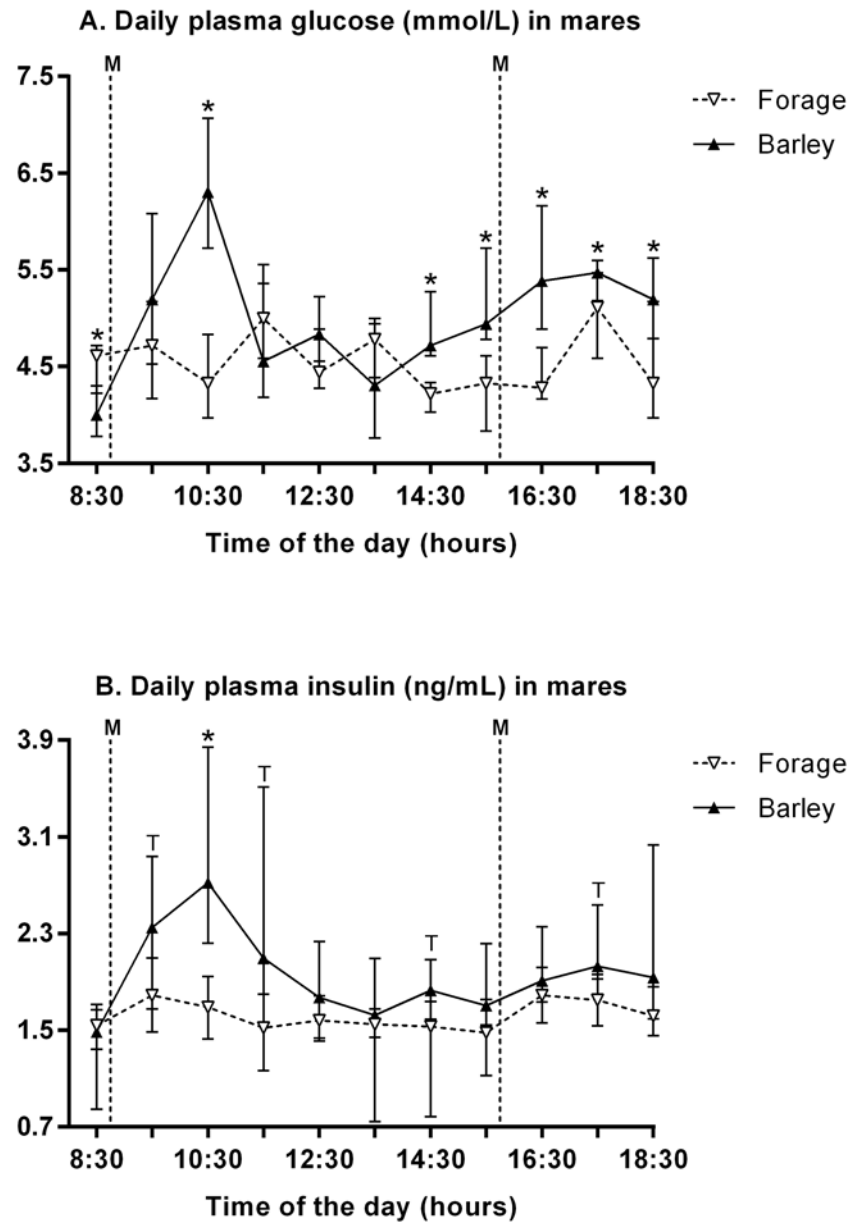 A. Daily plasma glucose (mmol/L) in mares
M M
7.5
6.5
5.5
4.5
3.5
* * * * * * *
Forage
Barley
8:30 10:30 12:30 14:30 16:30 18:30
Time of the day (hours)
B. Daily plasma insulin (ng/mL) in mares
M M
3.9
3.1
2.3
1.5
0.7
T * T T T
Forage
Barley
8:30 10:30 12:30 14:30 16:30 18:30
Time of the day (hours)